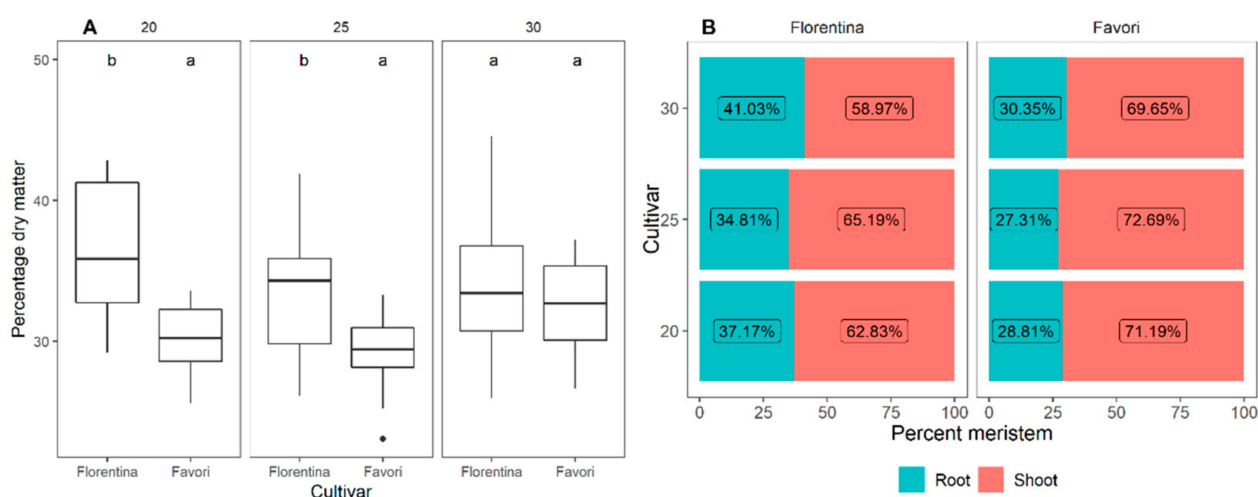 A
20 25 30
b a b a a a
50
40
30
Percentage dry matter
Florentina Favori Florentina Favori Florentina Favori
Cultivar
B
Florentina Favori
30
41.03% 58.97% 30.35% 69.65%
25
34.81% 65.19% 27.31% 72.69%
20
37.17% 62.83% 28.81% 71.19%
Cultivar
0 25 50 75 100 0 25 50 75 100
Percent meristem
Root Shoot